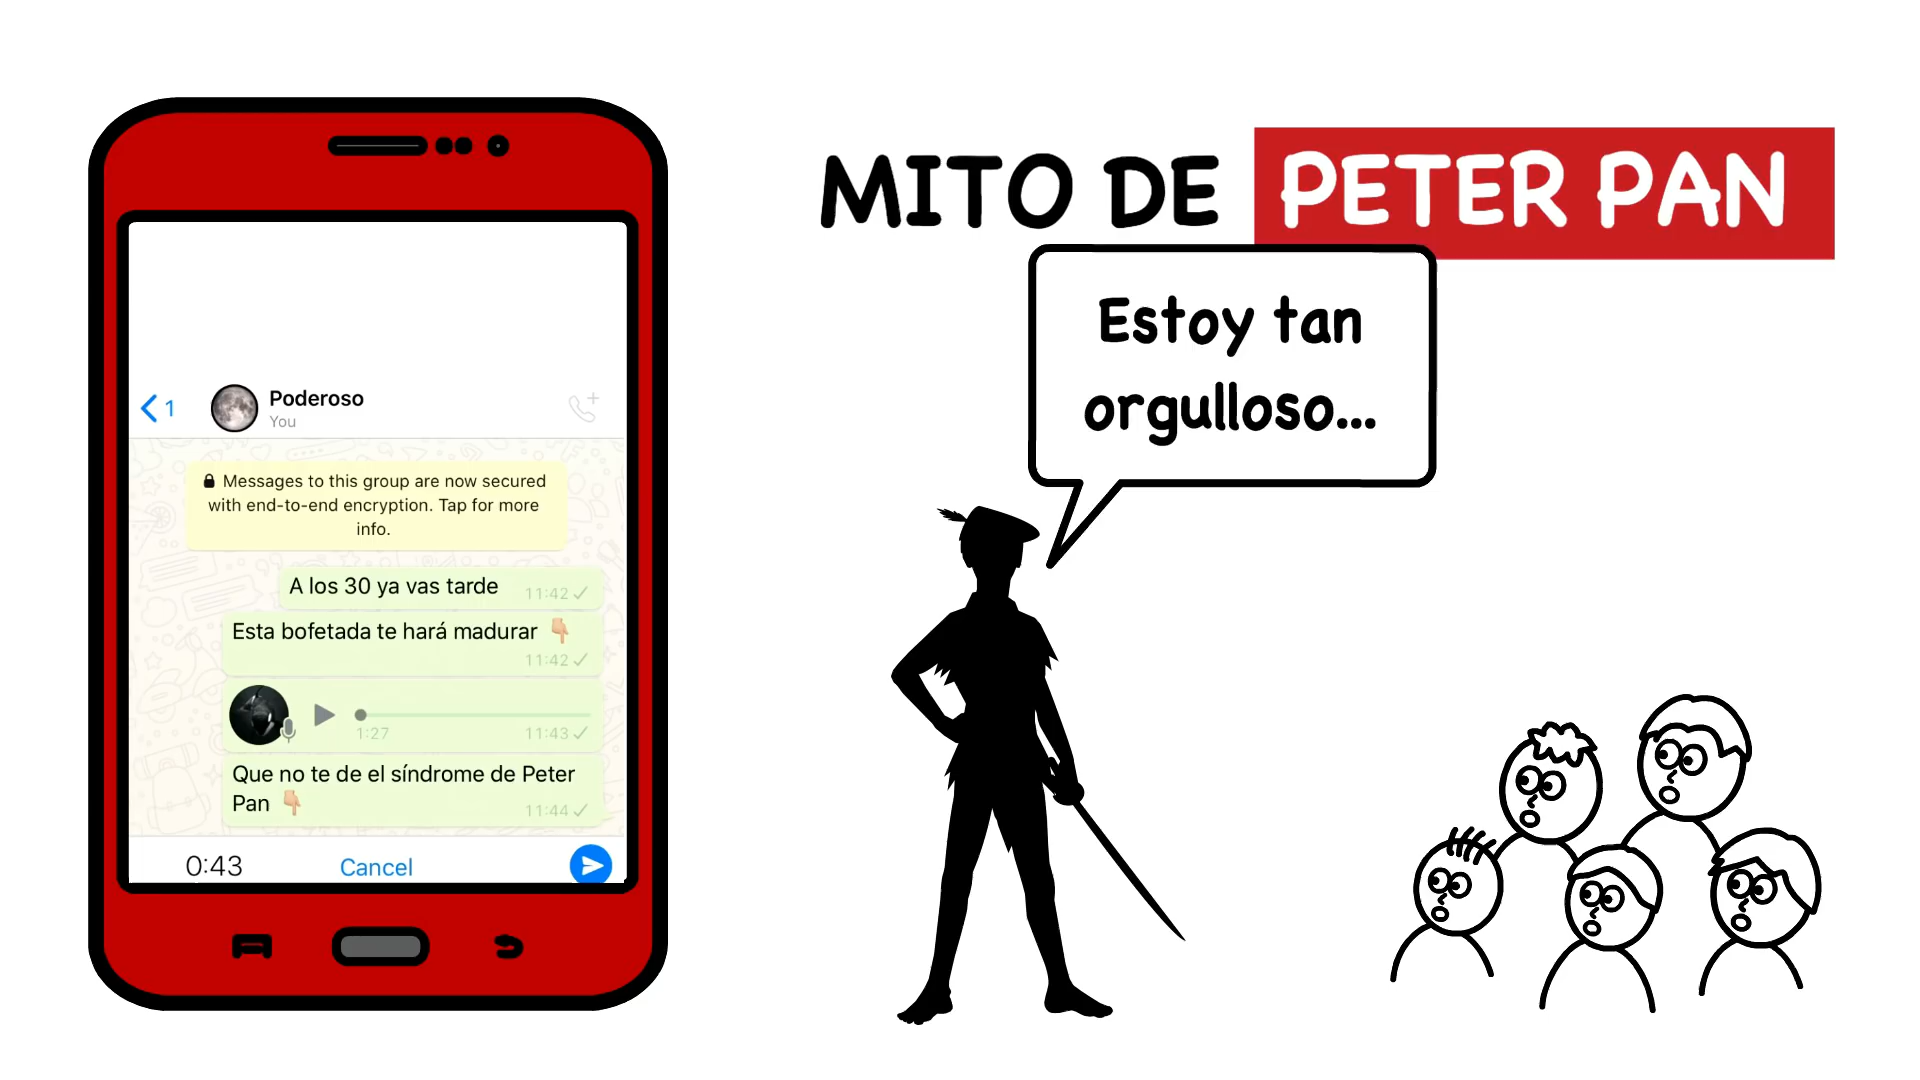 MITO DE PETER PAN
Estoy tan
orgulloso...
1
Poderoso
You
Messages to this group are now secured
with end-to-end encryption. Tap for more
info.
A los 30 ya vas tarde
11:42
Esta bofetada te hará madurar
11:42
1:27
11:43
Que no te de el síndrome de Peter
Pan
11:44
0:43
Cancel